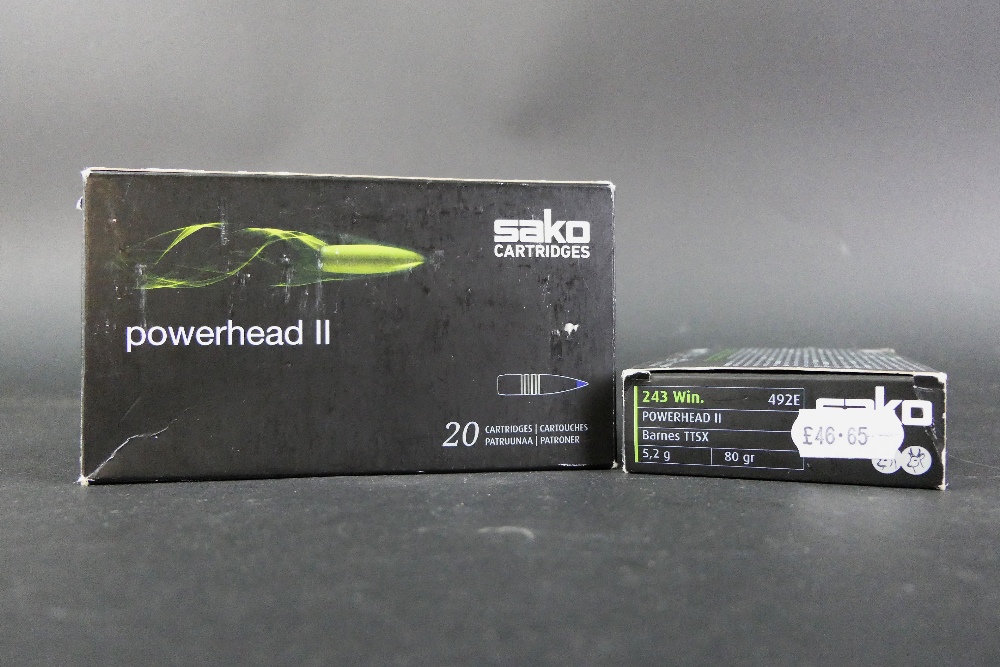 sako
CARTRIDGES
powerhead II
20 CARTRIDGES | CARTOUCHES
PATRUUNAA | PATRONER
243 Win. 492E
POWERHEAD II
Barnes TTSX
5,2 g 80 gr
sako
£46.65